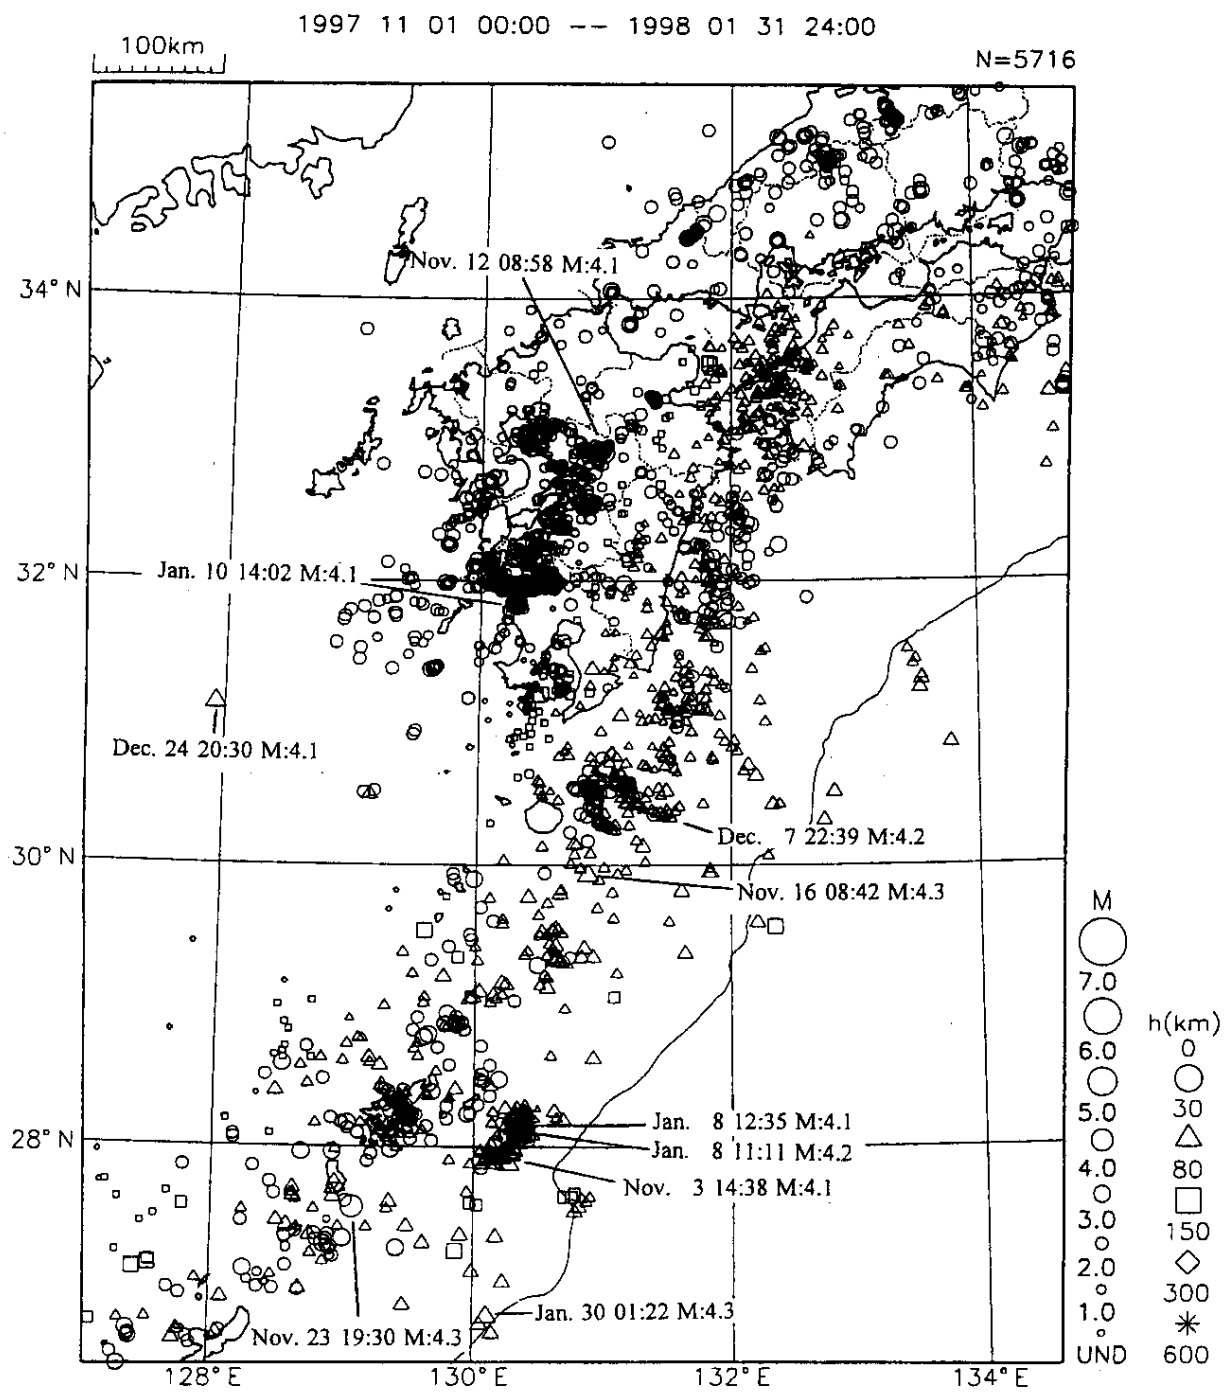 1997 11 01 00:00 -- 1998 01 31 24:00
100km
N=5716
Nov. 12 08:58 M:4.1
34°N
32°N
Jan. 10 14:02 M:4.1
Dec. 24 20:30 M:4.1
Dec. 7 22:39 M:4.2
30°N
Nov. 16 08:42 M:4.3
M
7.0
6.0
5.0
4.0
3.0
2.0
1.0
UND
h(km)
0
30
80
150
300
600
Jan. 8 12:35 M:4.1
28°N
Jan. 8 11:11 M:4.2
Nov. 3 14:38 M:4.1
Jan. 30 01:22 M:4.3
Nov. 23 19:30 M:4.3
128°E
130°E
132°E
134°E